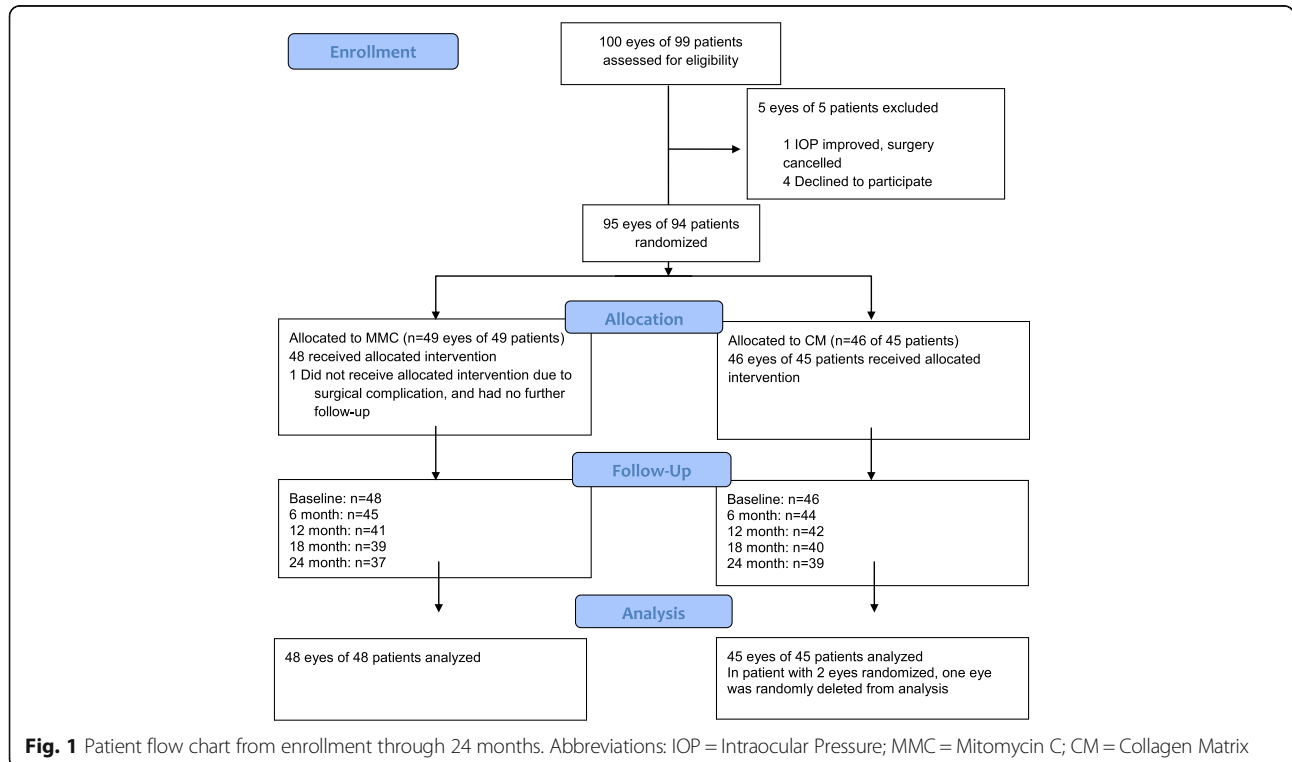 Enrollment
100 eyes of 99 patients
assessed for eligibility
5 eyes of 5 patients excluded
1 IOP improved, surgery
cancelled
4 Declined to participate
95 eyes of 94 patients
randomized
Allocation
Allocated to MMC (n=49 eyes of 49 patients)
48 received allocated intervention
1 Did not receive allocated intervention due to
surgical complication, and had no further
follow-up
Allocated to CM (n=46 of 45 patients)
46 eyes of 45 patients received allocated
intervention
Follow-Up
Baseline: n=48
6 month: n=45
12 month: n=41
18 month: n=39
24 month: n=37
Baseline: n=46
6 month: n=44
12 month: n=42
18 month: n=40
24 month: n=39
Analysis
48 eyes of 48 patients analyzed
45 eyes of 45 patients analyzed
In patient with 2 eyes randomized, one eye
was randomly deleted from analysis
Fig. 1 Patient flow chart from enrollment through 24 months. Abbreviations: IOP = Intraocular Pressure; MMC = Mitomycin C; CM = Collagen Matrix